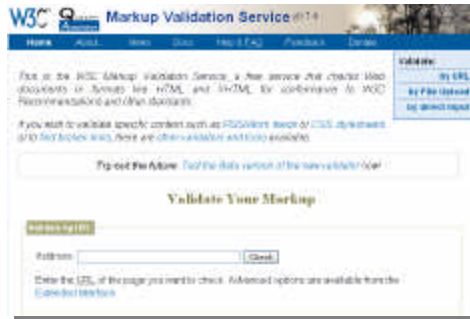 W3C Markup Validation Service
Home About News Docs Help & FAQ Feedback Donate
Validate:
by URL
by File Upload
by direct input
This is the W3C Markup Validation Service, a free service that checks Web
documents in formats like HTML and XHTML for conformance to W3C
Recommendations and other standards.
If you wish to validate specific content such as RSS/Atom feeds or CSS stylesheets
or to find broken links, there are other validators and tools available.
Try out the future. Test the Beta version of the new validator now!
Validate Your Markup
Validate by URL
Address: Check
Enter the URL of the page you want to check. Advanced options are available from the
Extended Interface.